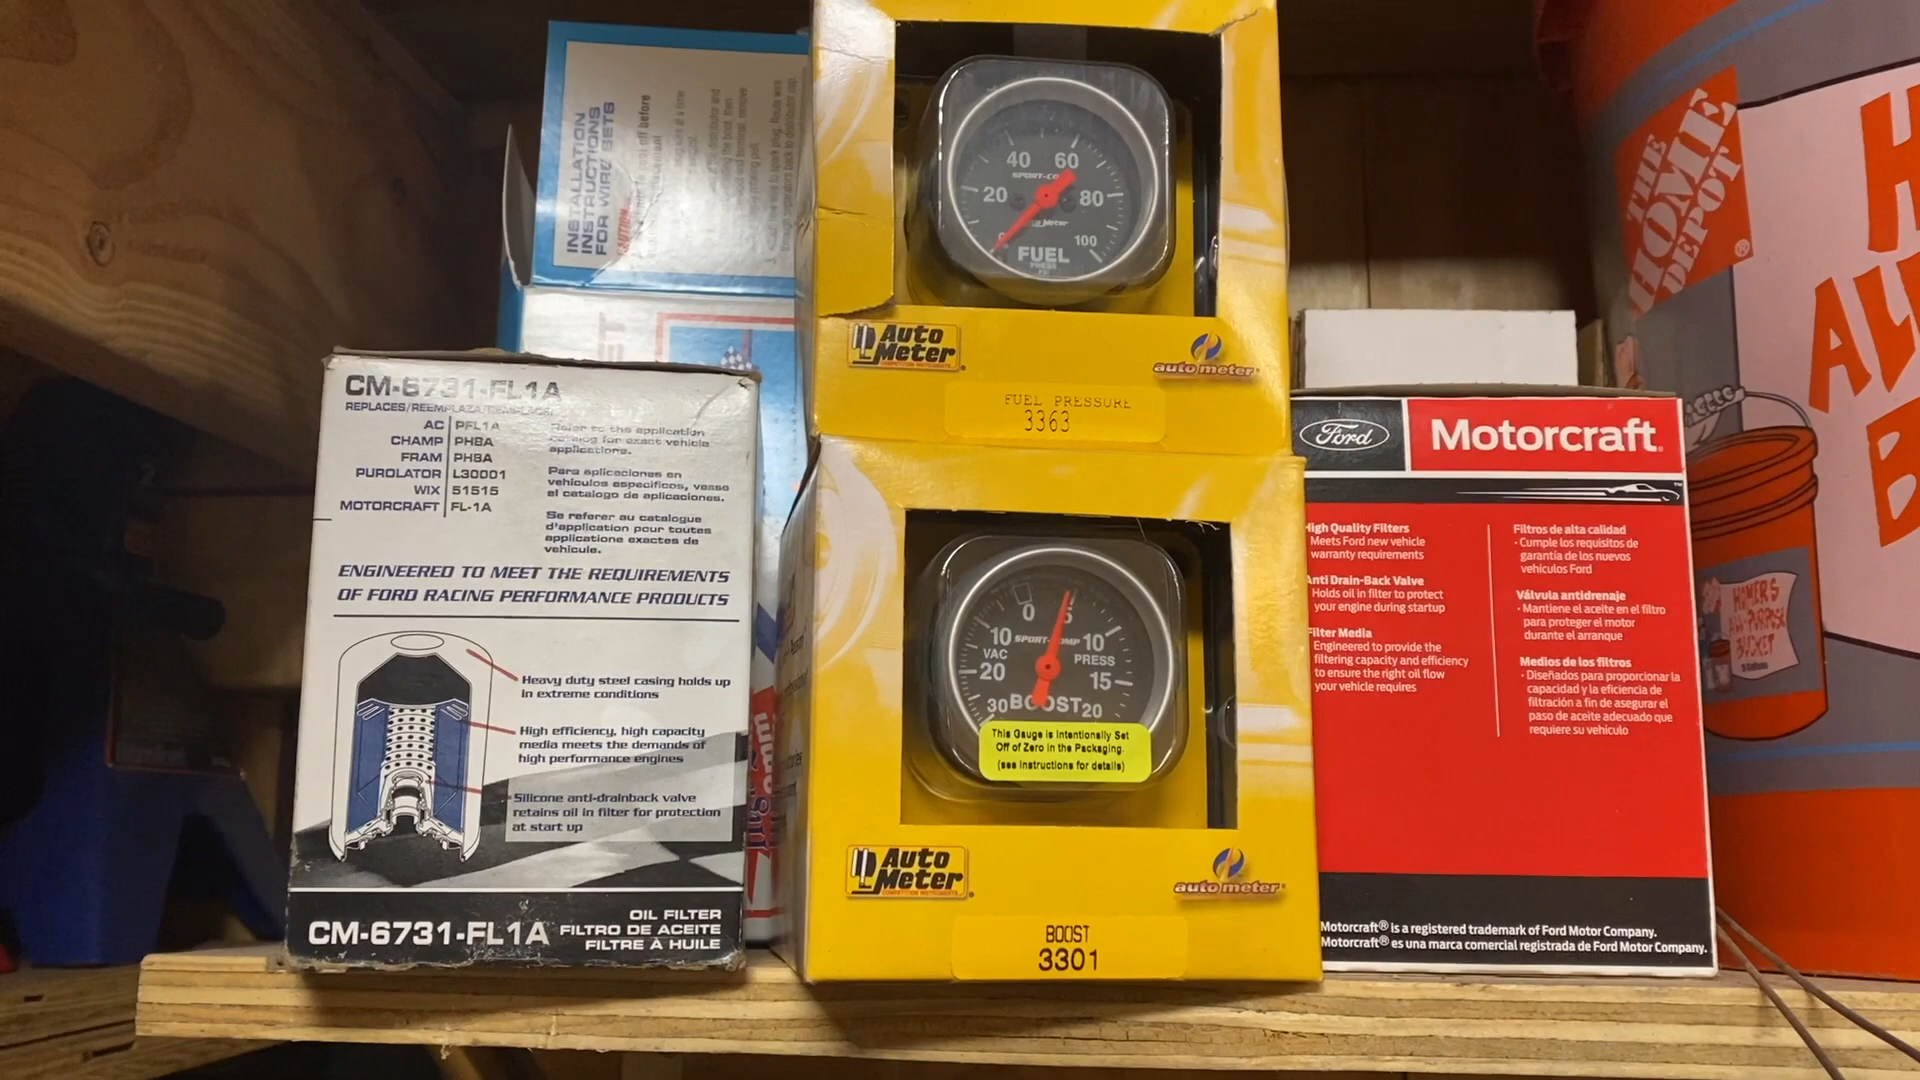 CM-6731-FL1A
REPLACES/REEMPLAZA/REMPLACE:
AC PFL1A
CHAMP PH8A
FRAM PH8A
PUROLATOR L30001
WIX 51515
MOTORCRAFT FL-1A
Refer to the application
catalog for exact vehicle
applications.
Para aplicaciones en
vehiculos especificos, vease
el catalogo de aplicaciones.
Se referer au catalogue
d'application pour toutes
applications exactes de
vehicule.
ENGINEERED TO MEET THE REQUIREMENTS
OF FORD RACING PERFORMANCE PRODUCTS
Heavy duty steel casing holds up
in extreme conditions
High efficiency, high capacity
media meets the demands of
high performance engines
Silicone anti-drainback valve
retains oil in filter for protection
at start up
CM-6731-FL1A
OIL FILTER
FILTRO DE ACEITE
FILTRE À HUILE
INSTALLATION
INSTRUCTIONS
FOR WIRE SETS
40 60
20 80
100
FUEL
PRESS
PSI
Auto
Meter
COMPETITION INSTRUMENTS
auto meter
FUEL PRESSURE
3363
0 5
10 SPORT-COMP 10
VAC PRESS
20 15
30 BOOST 20
This Gauge is Intentionally Set
Off of Zero in the Packaging.
(see instructions for details)
Auto
Meter
COMPETITION INSTRUMENTS
auto meter
BOOST
3301
Ford Motorcraft®
High Quality Filters
Meets Ford new vehicle
warranty requirements
Anti Drain-Back Valve
Holds oil in filter to protect
your engine during startup
Filter Media
Engineered to provide the
filtering capacity and efficiency
to ensure the right oil flow
your vehicle requires
Filtros de alta calidad
· Cumple los requisitos de
garantía de los nuevos
vehículos Ford
Válvula antidrenaje
· Mantiene el aceite en el filtro
para proteger el motor
durante el arranque
Medios de los filtros
· Diseñados para proporcionar la
capacidad y la eficiencia de
filtración a fin de asegurar el
paso de aceite adecuado que
requiere su vehículo
Motorcraft® is a registered trademark of Ford Motor Company.
Motorcraft® es una marca comercial registrada de Ford Motor Company.
THE
HOME
DEPOT
®
HOMER'S
ALL-PURPOSE
BUCKET
5 Gallons